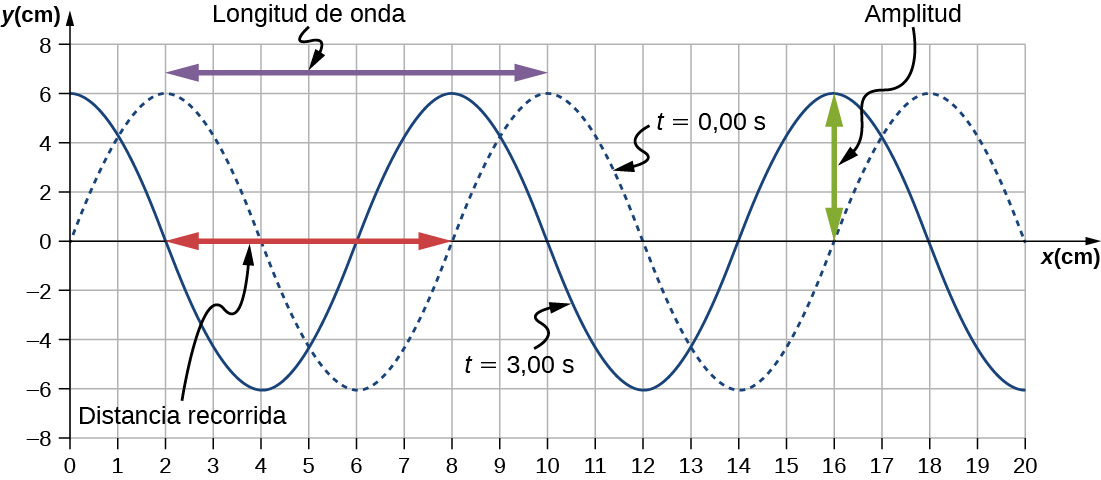 y(cm)
Longitud de onda
Amplitud
8
6
t = 0,00 s
4
2
0
x(cm)
–2
–4
t = 3,00 s
–6
Distancia recorrida
–8
0 1 2 3 4 5 6 7 8 9 10 11 12 13 14 15 16 17 18 19 20